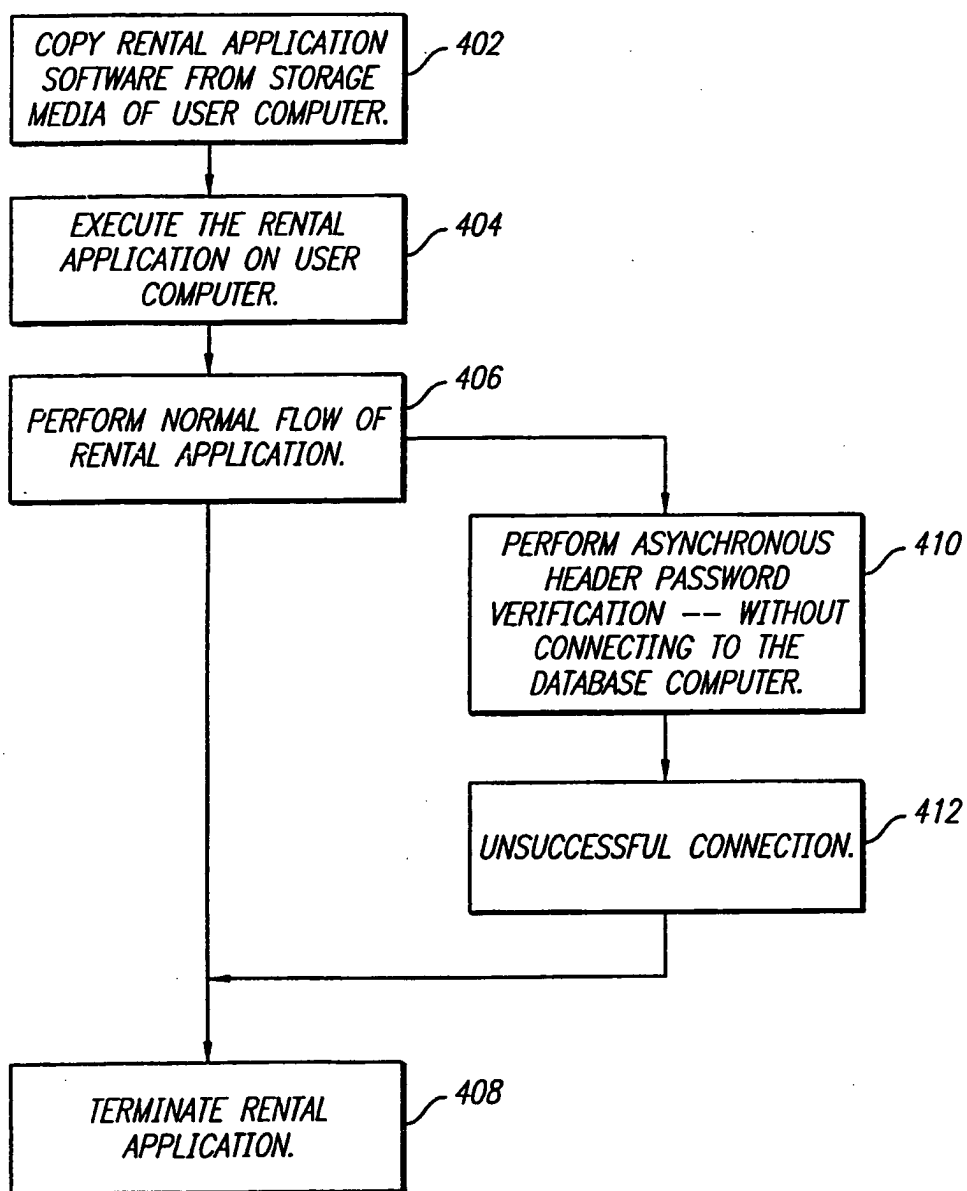 COPY RENTAL APPLICATION
SOFTWARE FROM STORAGE
MEDIA OF USER COMPUTER.
402
EXECUTE THE RENTAL
APPLICATION ON USER
COMPUTER.
404
PERFORM NORMAL FLOW OF
RENTAL APPLICATION.
406
PERFORM ASYNCHRONOUS
HEADER PASSWORD
VERIFICATION -- WITHOUT
CONNECTING TO THE
DATABASE COMPUTER.
410
UNSUCCESSFUL CONNECTION.
412
TERMINATE RENTAL
APPLICATION.
408